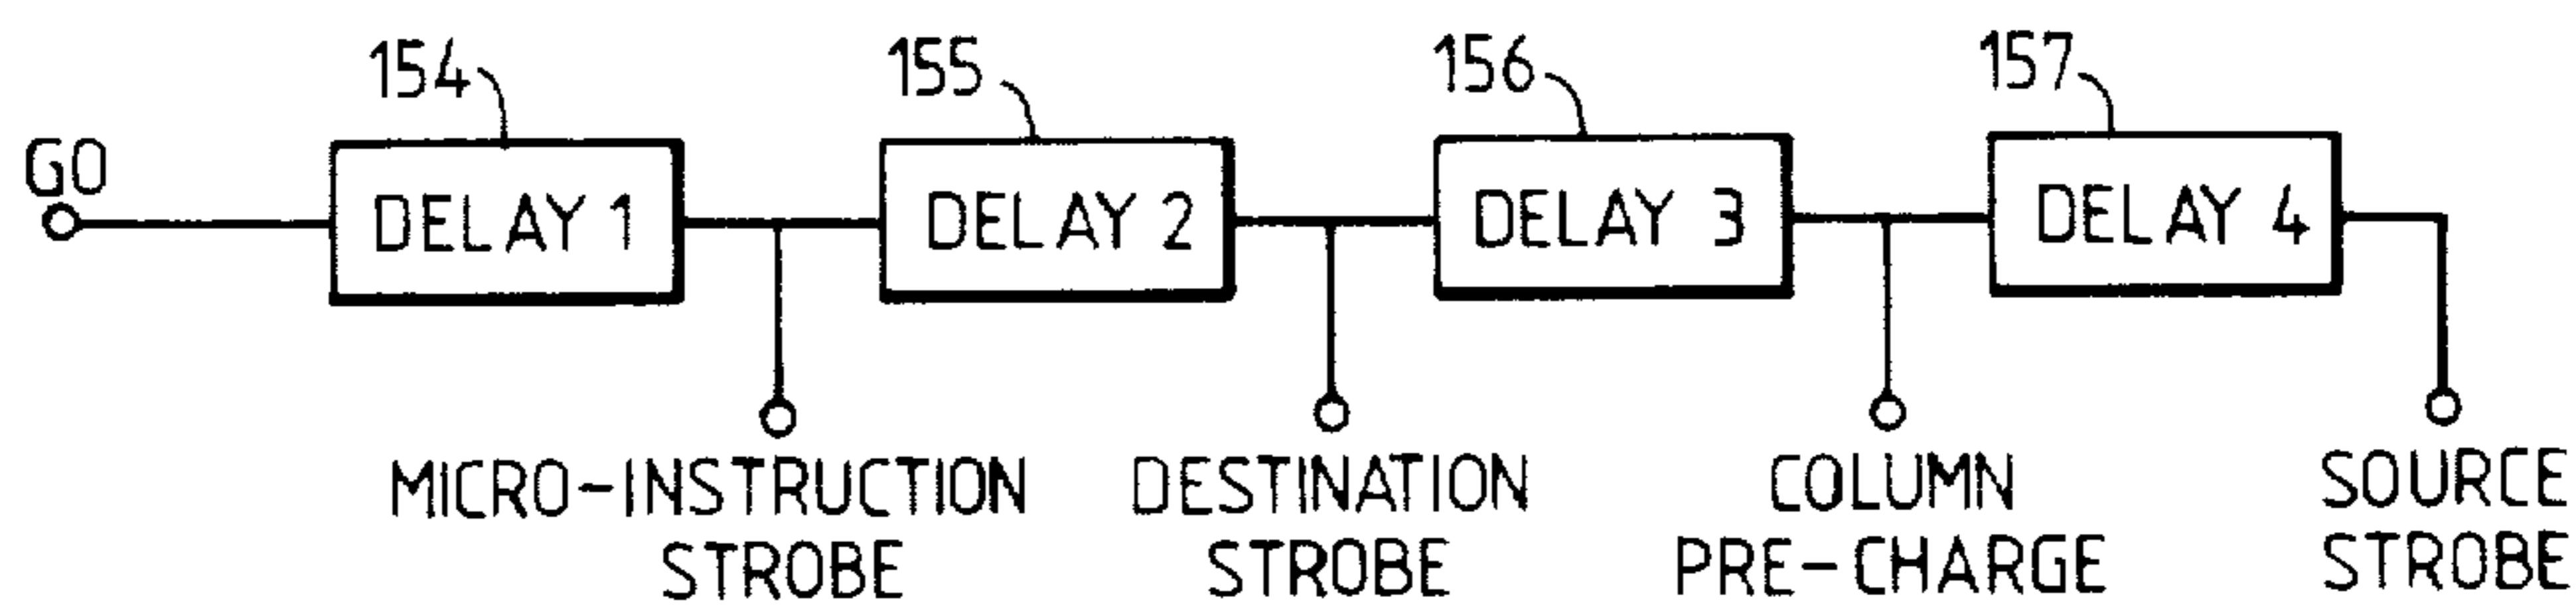 154
155
156
157
GO
DELAY 1
DELAY 2
DELAY 3
DELAY 4
MICRO-INSTRUCTION
STROBE
DESTINATION
STROBE
COLUMN
PRE-CHARGE
SOURCE
STROBE